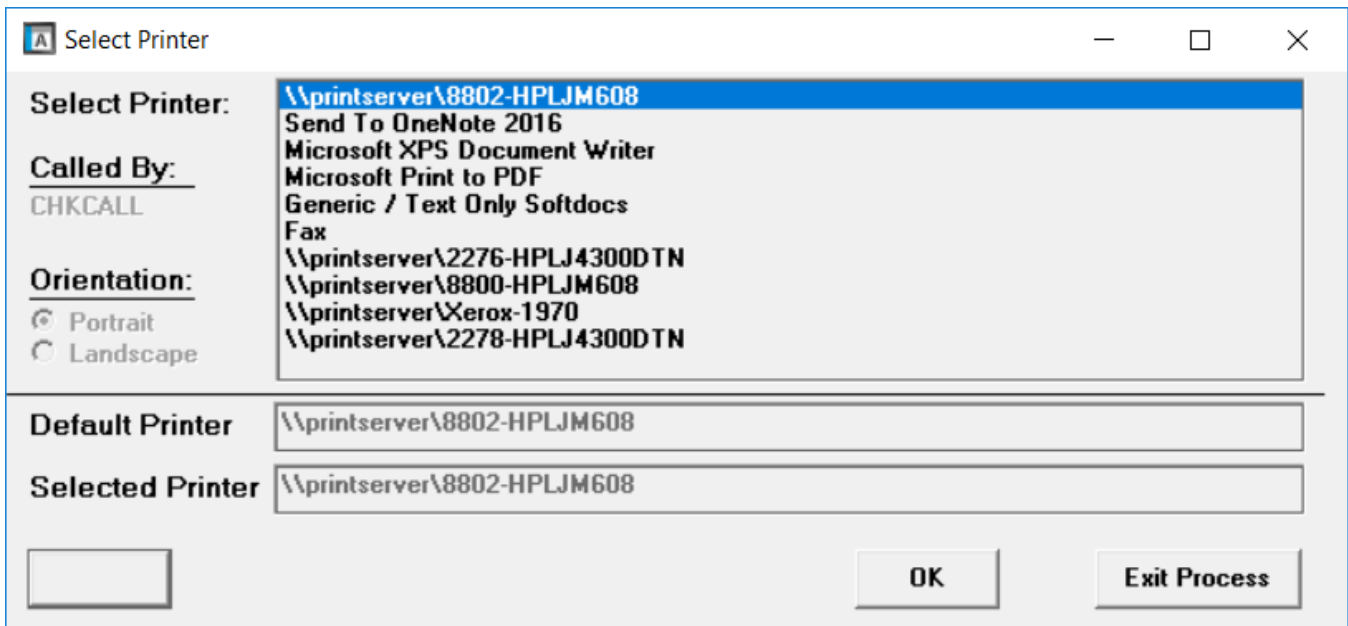 Select Printer
Select Printer:
\\printserver\8802-HPLJM608
Send To OneNote 2016
Microsoft XPS Document Writer
Microsoft Print to PDF
Generic / Text Only Softdocs
Fax
\\printserver\2276-HPLJ4300DTN
\\printserver\8800-HPLJM608
\\printserver\Xerox-1970
\\printserver\2278-HPLJ4300DTN
Called By:
CHKCALL
Orientation:
Portrait
Landscape
Default Printer \\printserver\8802-HPLJM608
Selected Printer \\printserver\8802-HPLJM608
OK Exit Process